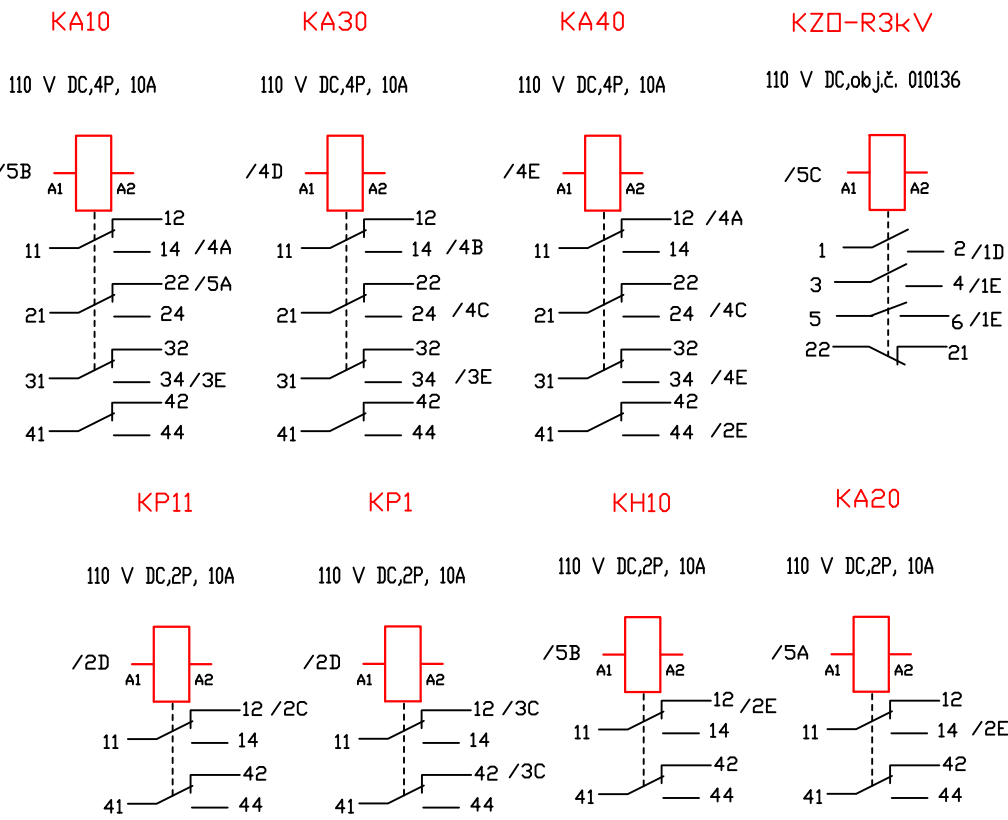 KA10 KA30 KA40 KZO-R3kV
110 V DC,4P, 10A 110 V DC,4P, 10A 110 V DC,4P, 10A 110 V DC,obj.č. 010136
/5B A1 A2 /4D A1 A2 /4E A1 A2 /5C A1 A2
12 12 12 /4A
11 14 /4A 11 14 /4B 11 14 1 2 /1D
22 /5A 22 22 3 4 /1E
21 24 21 24 /4C 21 24 /4C 5 6 /1E
32 32 32 22 21
31 34 /3E 31 34 /3E 31 34 /4E
42 42 42
41 44 41 44 41 44 /2E
KP11 KP1 KH10 KA20
110 V DC,2P, 10A 110 V DC,2P, 10A 110 V DC,2P, 10A 110 V DC,2P, 10A
/2D A1 A2 /2D A1 A2 /5B A1 A2 /5A A1 A2
12 /2C 12 /3C 12 /2E 12
11 14 11 14 11 14 11 14 /2E
42 42 /3C 42 42
41 44 41 44 41 44 41 44